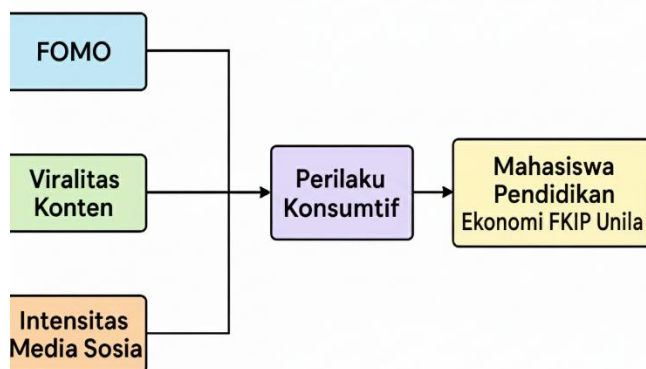 FOMO
Viralitas
Konten
Intensitas
Media Sosia
Perilaku
Konsumtif
Mahasiswa
Pendidikan
Ekonomi FKIP Unila